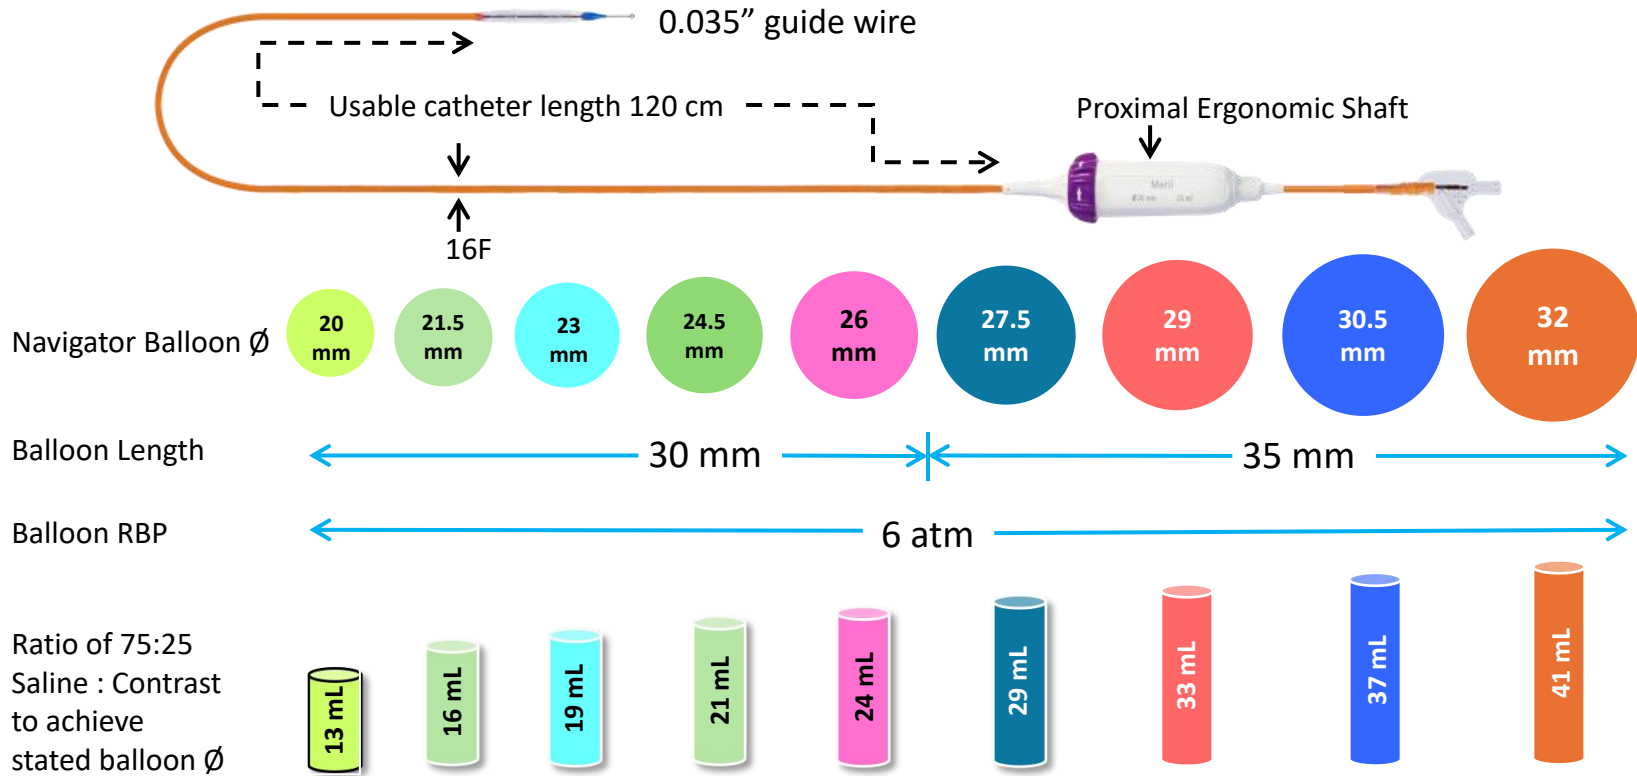 0.035” guide wire
Usable catheter length 120 cm
Proximal Ergonomic Shaft
Meril
16F
Navigator Balloon Ø
20
mm
21.5
mm
23
mm
24.5
mm
26
mm
27.5
mm
29
mm
30.5
mm
32
mm
Balloon Length
30 mm
35 mm
Balloon RBP
6 atm
Ratio of 75:25
Saline : Contrast
to achieve
stated balloon Ø
13 mL
16 mL
19 mL
21 mL
24 mL
29 mL
33 mL
37 mL
41 mL